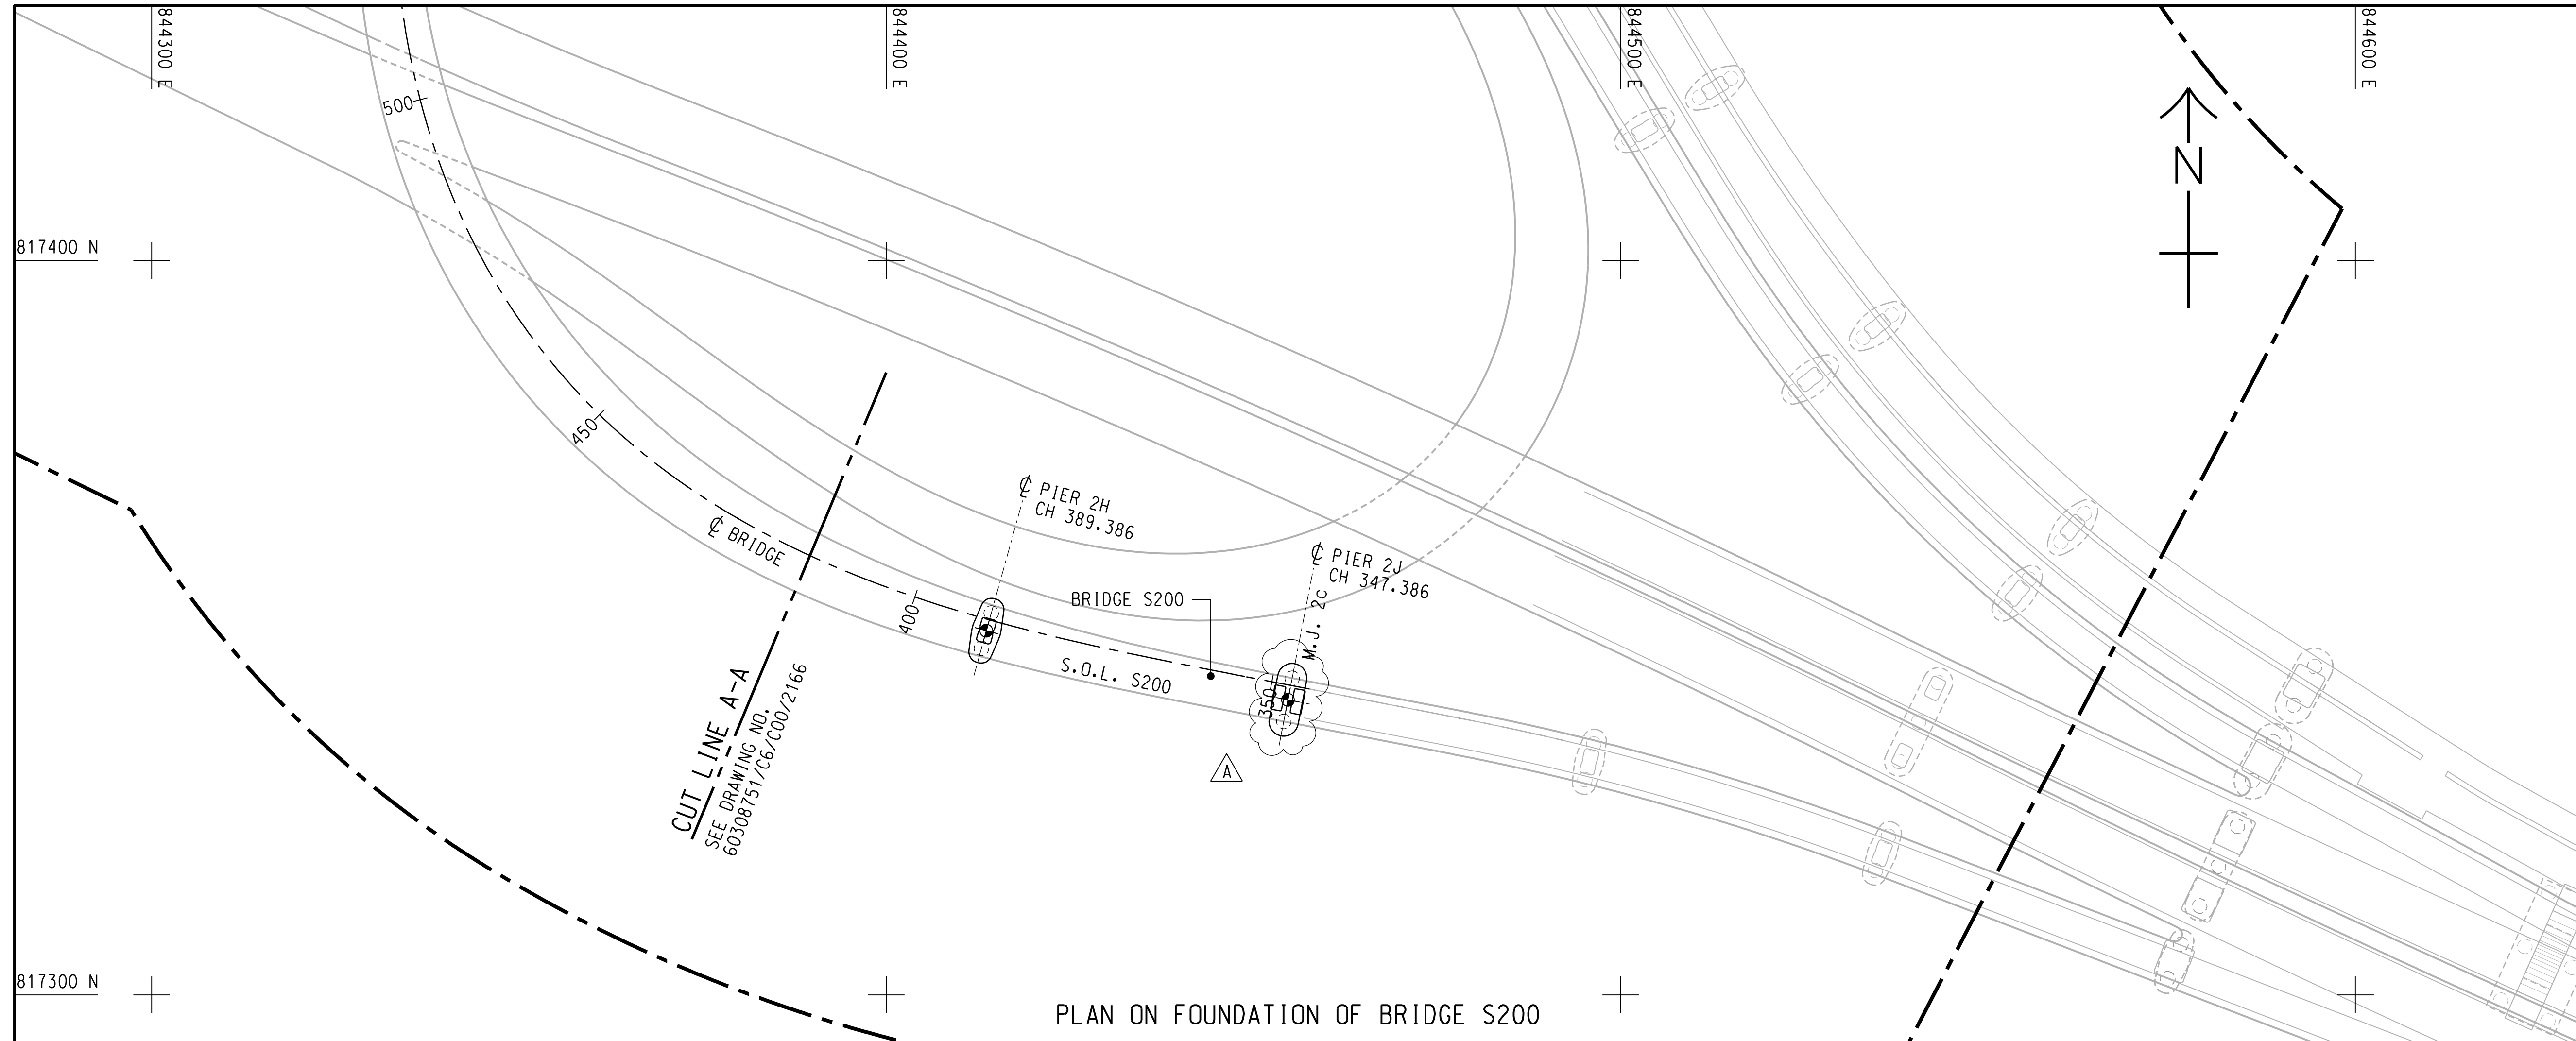 844300 E
844400 E
844500 E
844600 E
500
N
817400 N
450
℄ PIER 2H
CH 389.386
℄ BRIDGE
℄ PIER 2J
CH 347.386
BRIDGE S200
M.J. 2C
400
S.O.L. S200
350
CUT LINE A-A
SEE DRAWING NO.
60308751/C6/C00/2166
A
817300 N
PLAN ON FOUNDATION OF BRIDGE S200